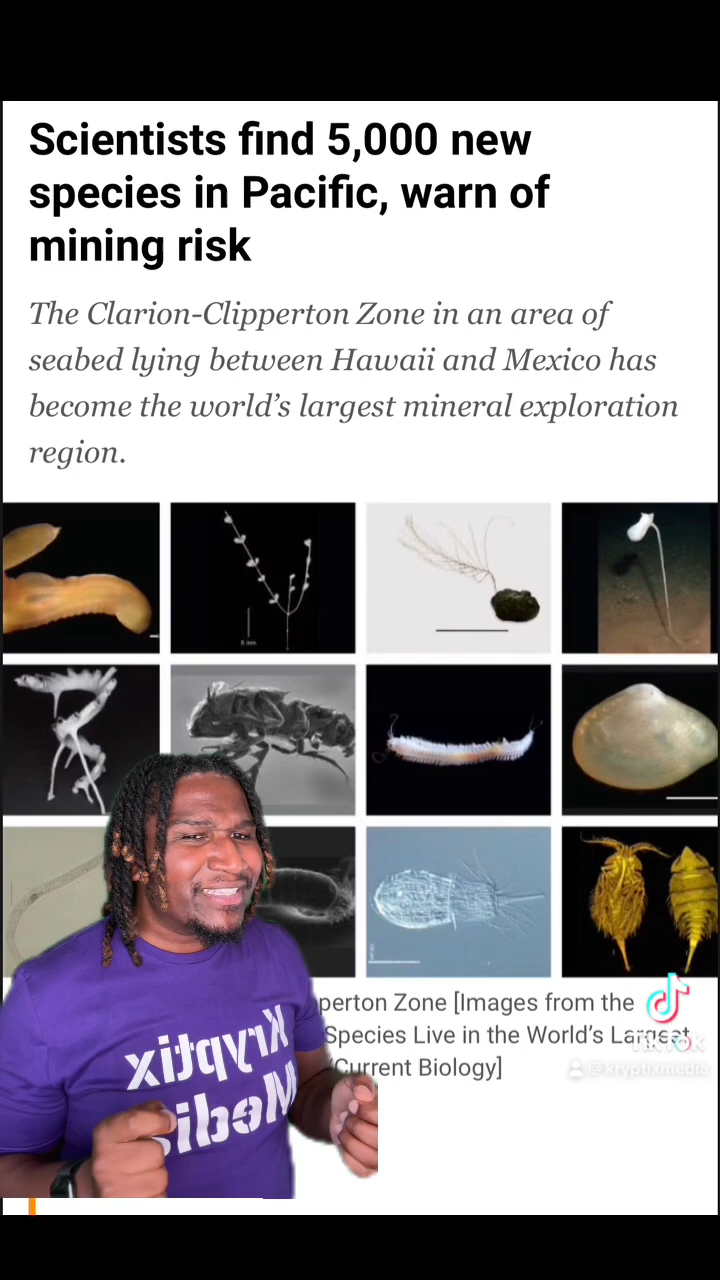 Scientists find 5,000 new
species in Pacific, warn of
mining risk
The Clarion-Clipperton Zone in an area of
seabed lying between Hawaii and Mexico has
become the world’s largest mineral exploration
region.
perton Zone [Images from the
Species Live in the World’s Largest
Current Biology]
TikTok
@kryptixmedia
Kryptix
Media